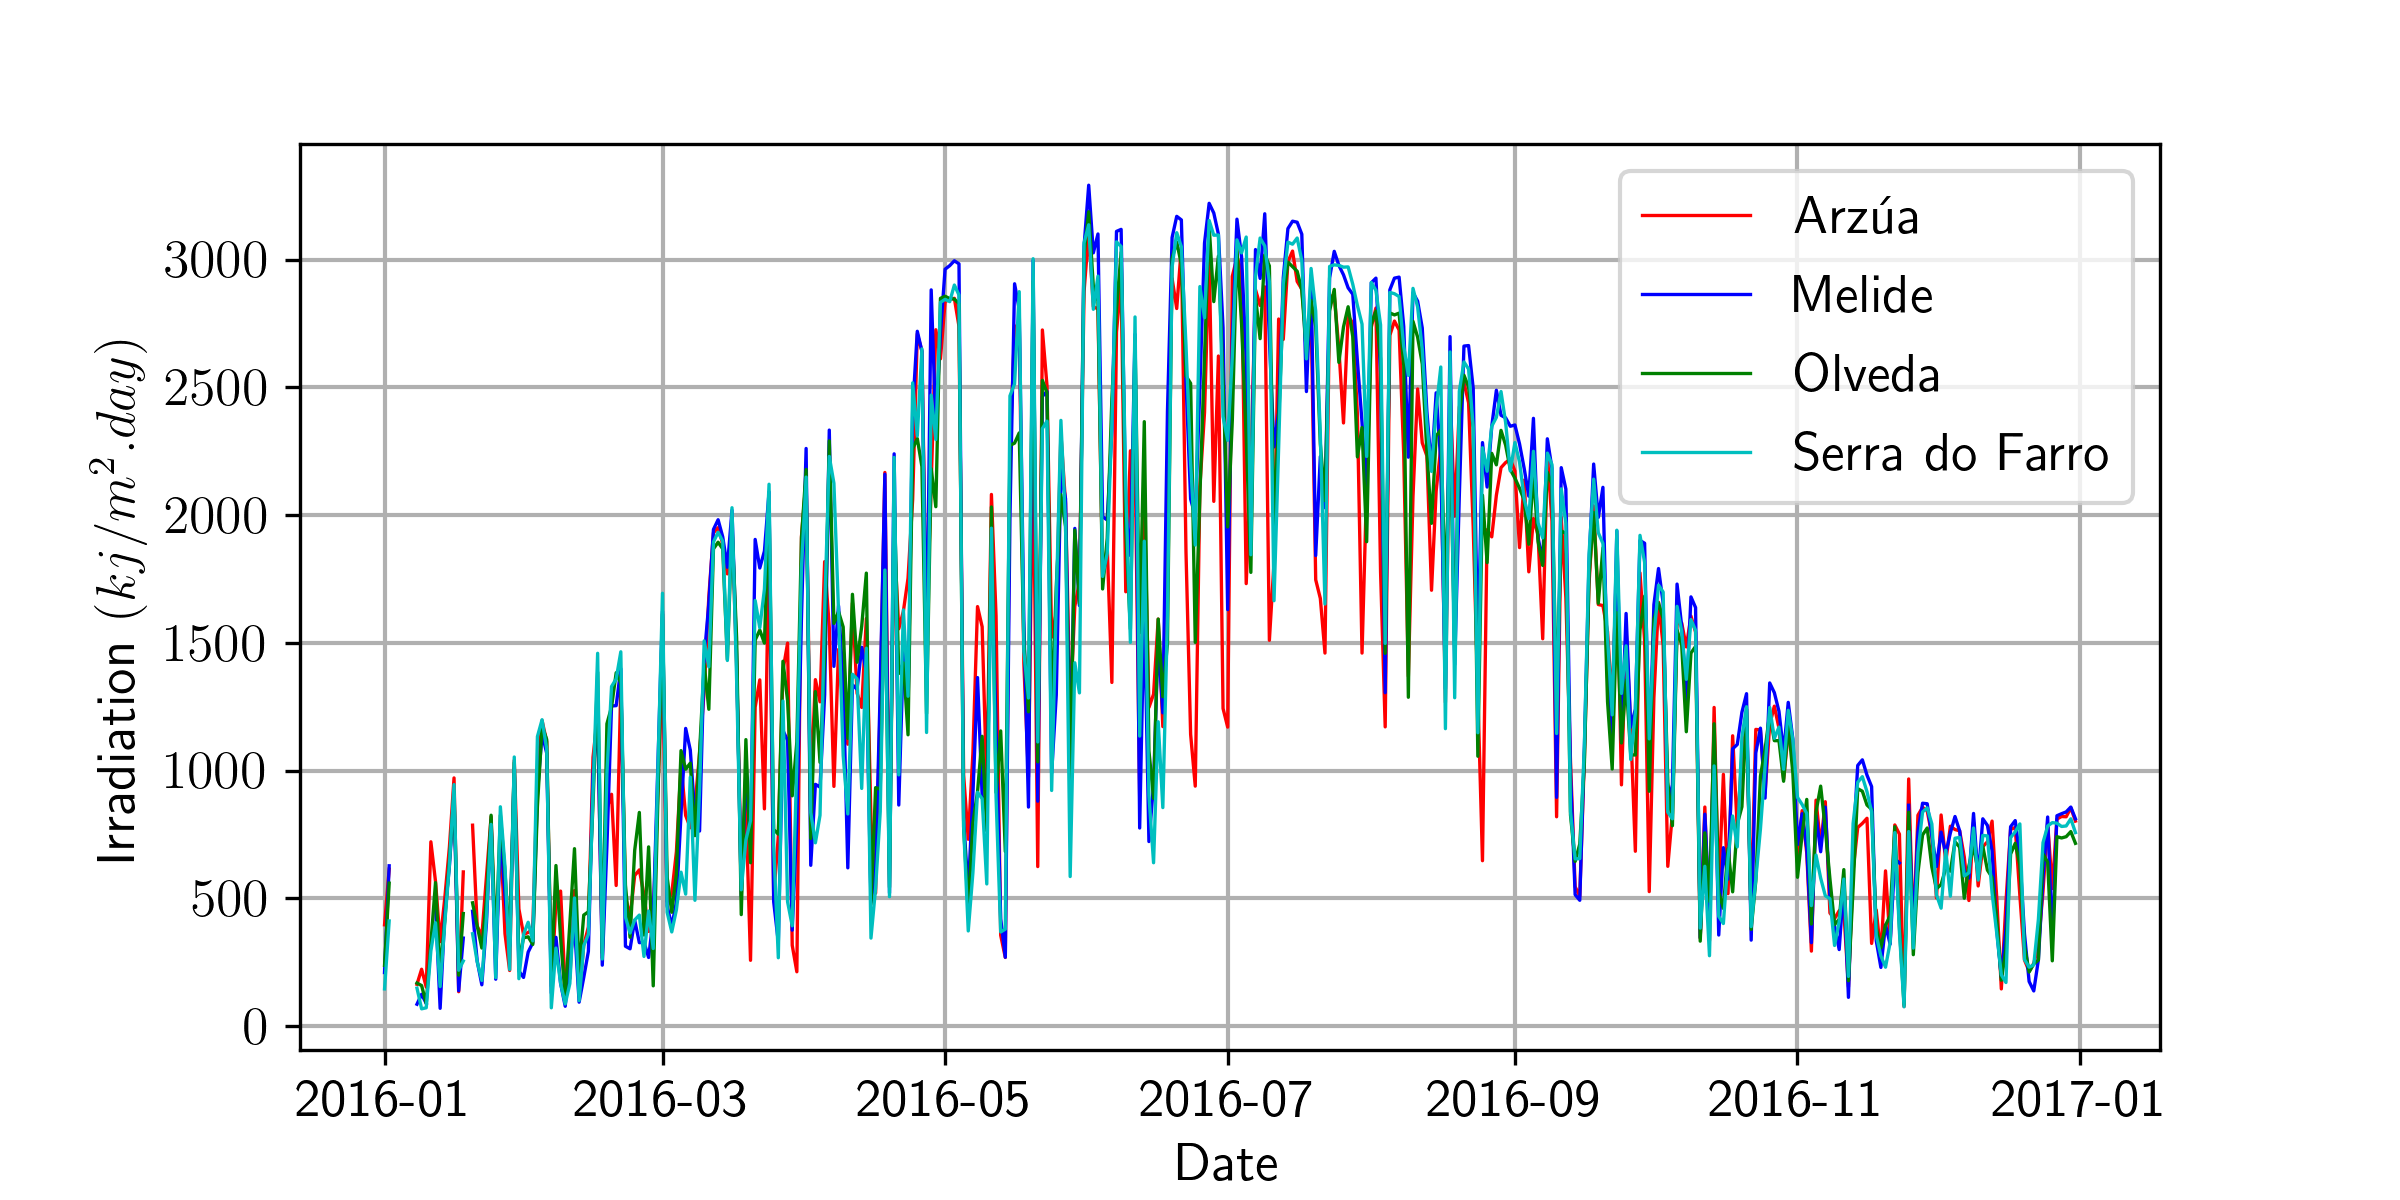 Arzúa
Melide
Olveda
Serra do Farro
3000
2500
2000
1500
1000
500
0
Irradiation (kj/m².day)
2016-01 2016-03 2016-05 2016-07 2016-09 2016-11 2017-01
Date